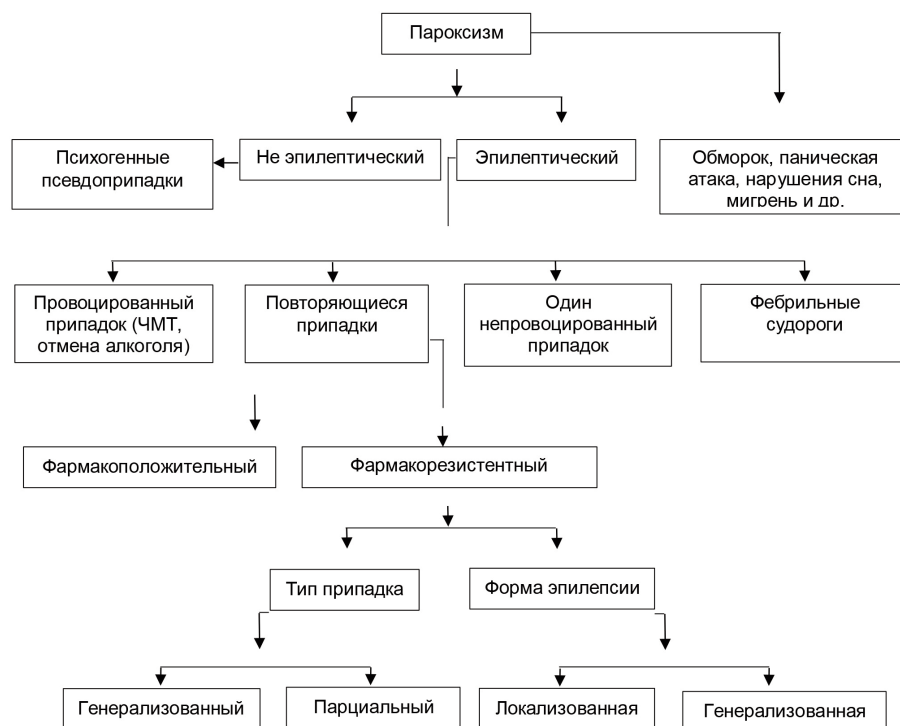 Пароксизм
Психогенные
псевдоприпадки
Не эпилептический
Эпилептический
Обморок, паническая
атака, нарушения сна,
мигрень и др.
Провоцированный
припадок (ЧМТ,
отмена алкоголя)
Повторяющиеся
припадки
Один
непровоцированный
припадок
Фебрильные
судороги
Фармакоположительный
Фармакорезистентный
Тип припадка
Форма эпилепсии
Генерализованный
Парциальный
Локализованная
Генерализованная